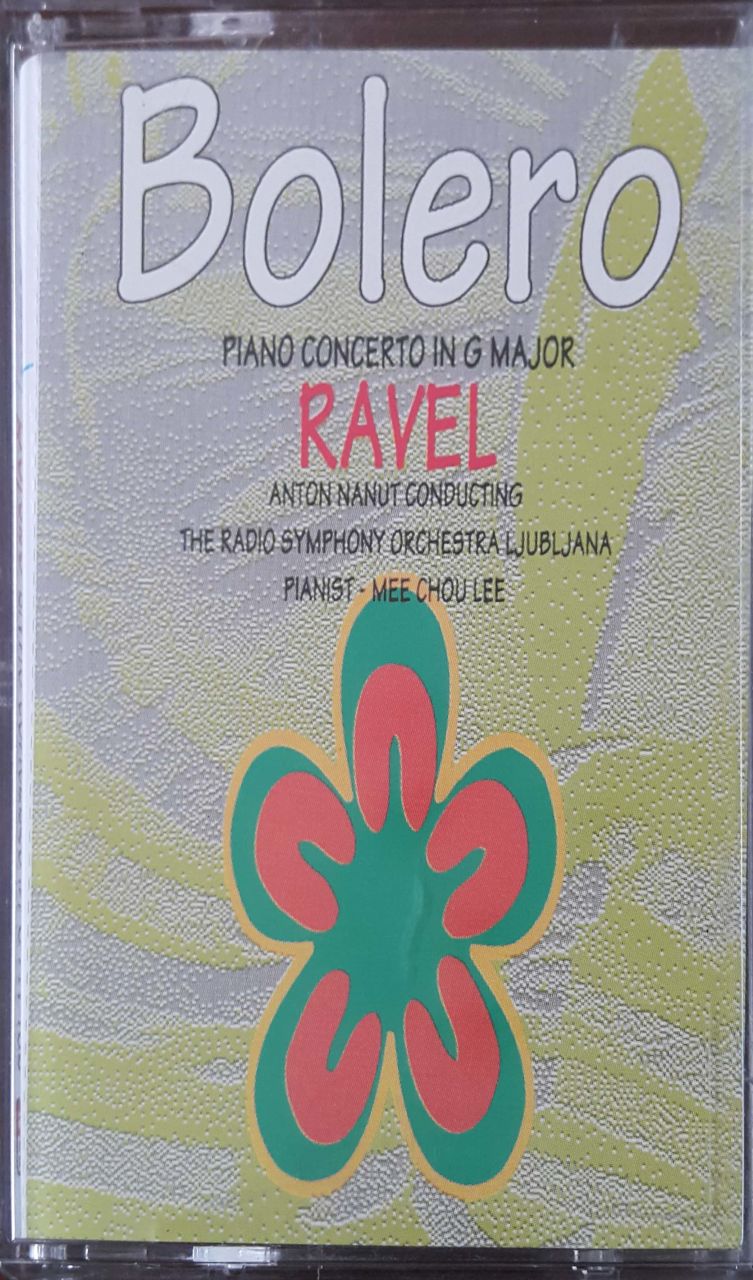 Bolero
PIANO CONCERTO IN G MAJOR
RAVEL
ANTON NANUT CONDUCTING
THE RADIO SYMPHONY ORCHESTRA LJUBLJANA
PIANIST - MEE CHOU LEE